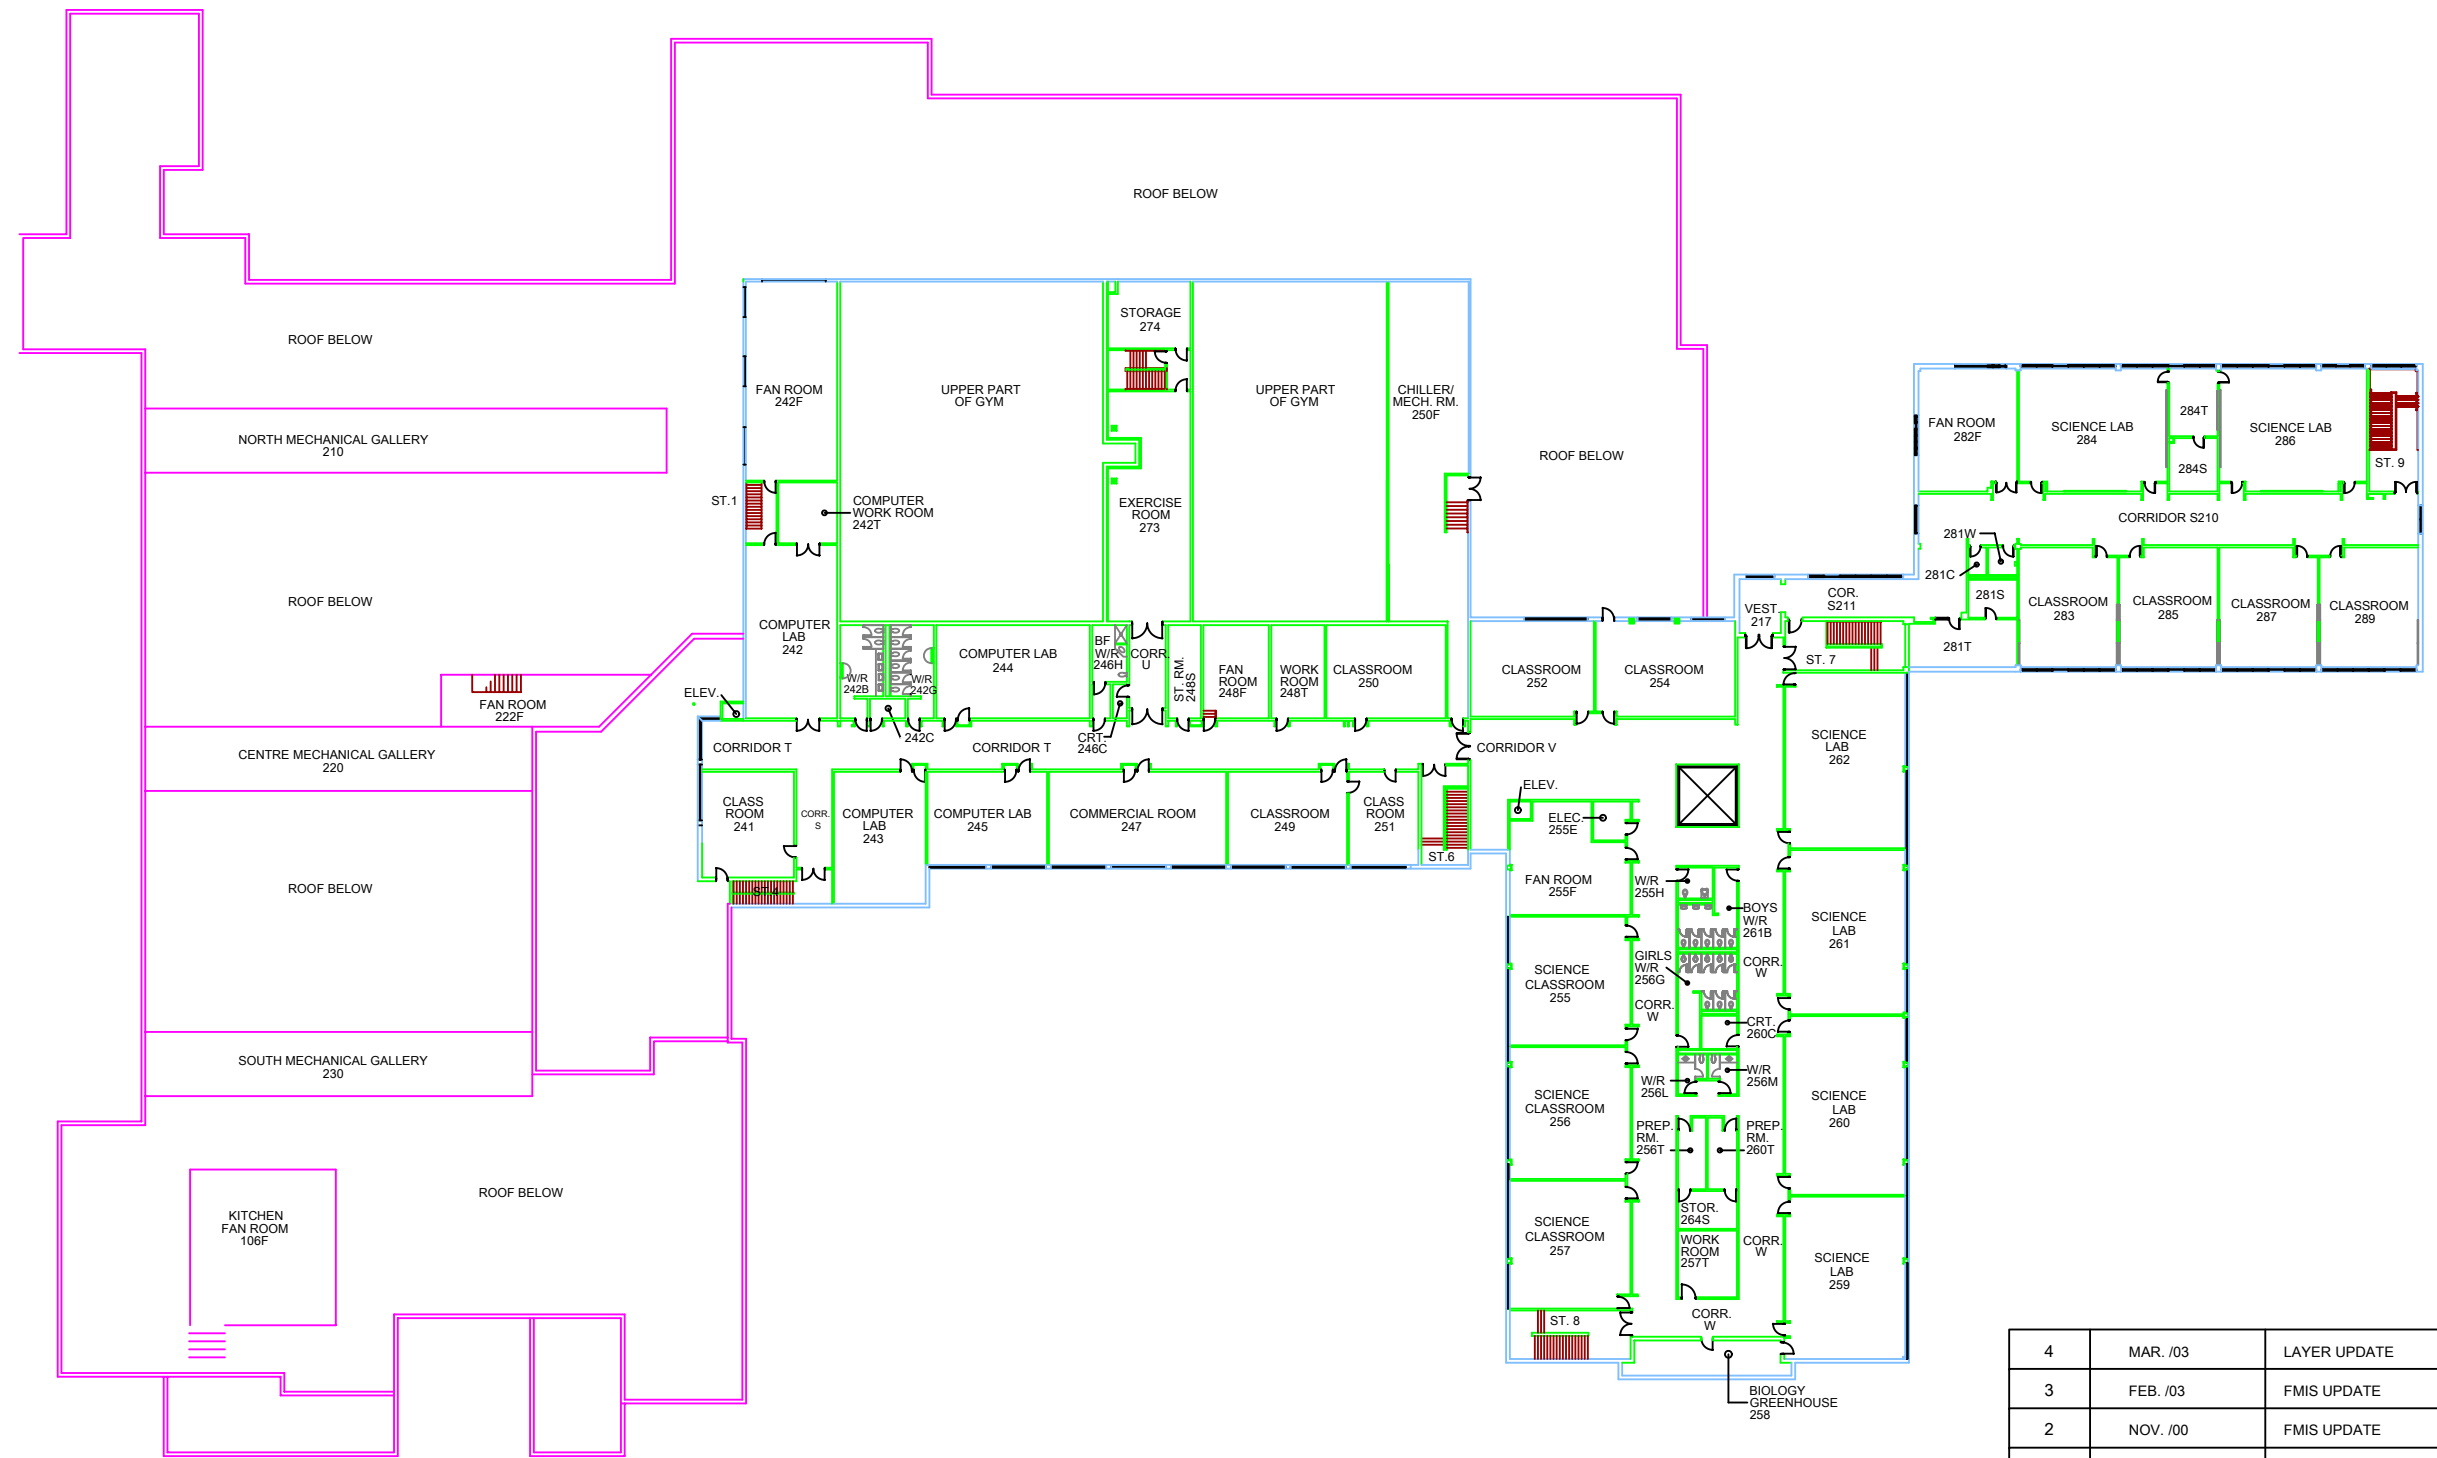 ROOF BELOW
ROOF BELOW
NORTH MECHANICAL GALLERY
210
ROOF BELOW
FAN ROOM
222F
CENTRE MECHANICAL GALLERY
220
ROOF BELOW
SOUTH MECHANICAL GALLERY
230
ROOF BELOW
KITCHEN
FAN ROOM
106F
FAN ROOM
242F
ST.1
COMPUTER
WORK ROOM
242T
COMPUTER
LAB
242
ELEV.
UPPER PART
OF GYM
STORAGE
274
EXERCISE
ROOM
273
UPPER PART
OF GYM
CHILLER/
MECH. RM.
250F
ROOF BELOW
W/R
242B
W/R
242G
242C
COMPUTER LAB
244
BF
W/R
246H
CRT.
246C
CORR.
U
ST. RM.
248S
FAN
ROOM
248F
WORK
ROOM
248T
CLASSROOM
250
CLASSROOM
252
CLASSROOM
254
CORRIDOR T
CORRIDOR T
CORRIDOR V
CLASS
ROOM
241
CORR.
S
ST.4
COMPUTER
LAB
243
COMPUTER LAB
245
COMMERCIAL ROOM
247
CLASSROOM
249
CLASS
ROOM
251
ST.6
VEST.
217
COR.
S211
ST. 7
FAN ROOM
282F
SCIENCE LAB
284
284T
284S
SCIENCE LAB
286
ST. 9
CORRIDOR S210
281W
281C
281S
281T
CLASSROOM
283
CLASSROOM
285
CLASSROOM
287
CLASSROOM
289
ELEV.
ELEC.
255E
FAN ROOM
255F
SCIENCE
CLASSROOM
255
SCIENCE
CLASSROOM
256
SCIENCE
CLASSROOM
257
ST. 8
W/R
255H
BOYS
W/R
261B
GIRLS
W/R
256G
CORR.
W
CORR.
W
CRT.
260C
W/R
256L
W/R
256M
PREP.
RM.
256T
PREP.
RM.
260T
STOR.
264S
WORK
ROOM
257T
CORR.
W
CORR.
W
SCIENCE
LAB
262
SCIENCE
LAB
261
SCIENCE
LAB
260
SCIENCE
LAB
259
BIOLOGY
GREENHOUSE
258
4 MAR. /03 LAYER UPDATE
3 FEB. /03 FMIS UPDATE
2 NOV. /00 FMIS UPDATE